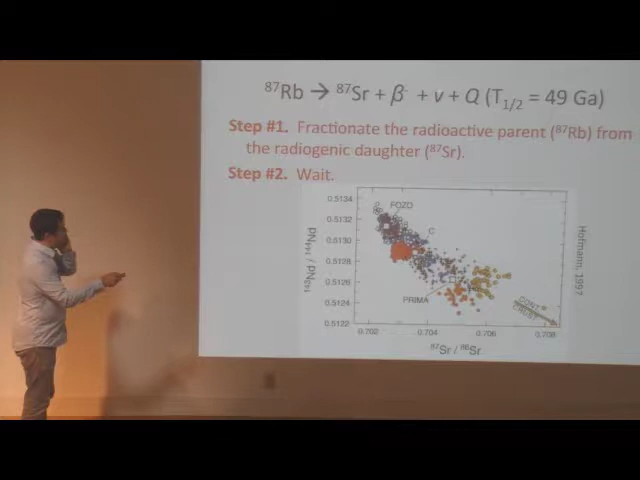 ⁸⁷Rb → ⁸⁷Sr + β⁻ + ν + Q (T₁/₂ = 49 Ga)
Step #1. Fractionate the radioactive parent (⁸⁷Rb) from
the radiogenic daughter (⁸⁷Sr).
Step #2. Wait.
0.5134
0.5132
0.5130
0.5128
0.5126
0.5124
0.5122
¹⁴³Nd / ¹⁴⁴Nd
FOZO
C
PRIMA
CONT.
CRUST
0.702
0.704
0.706
0.708
⁸⁷Sr / ⁸⁶Sr
Hofmann, 1997